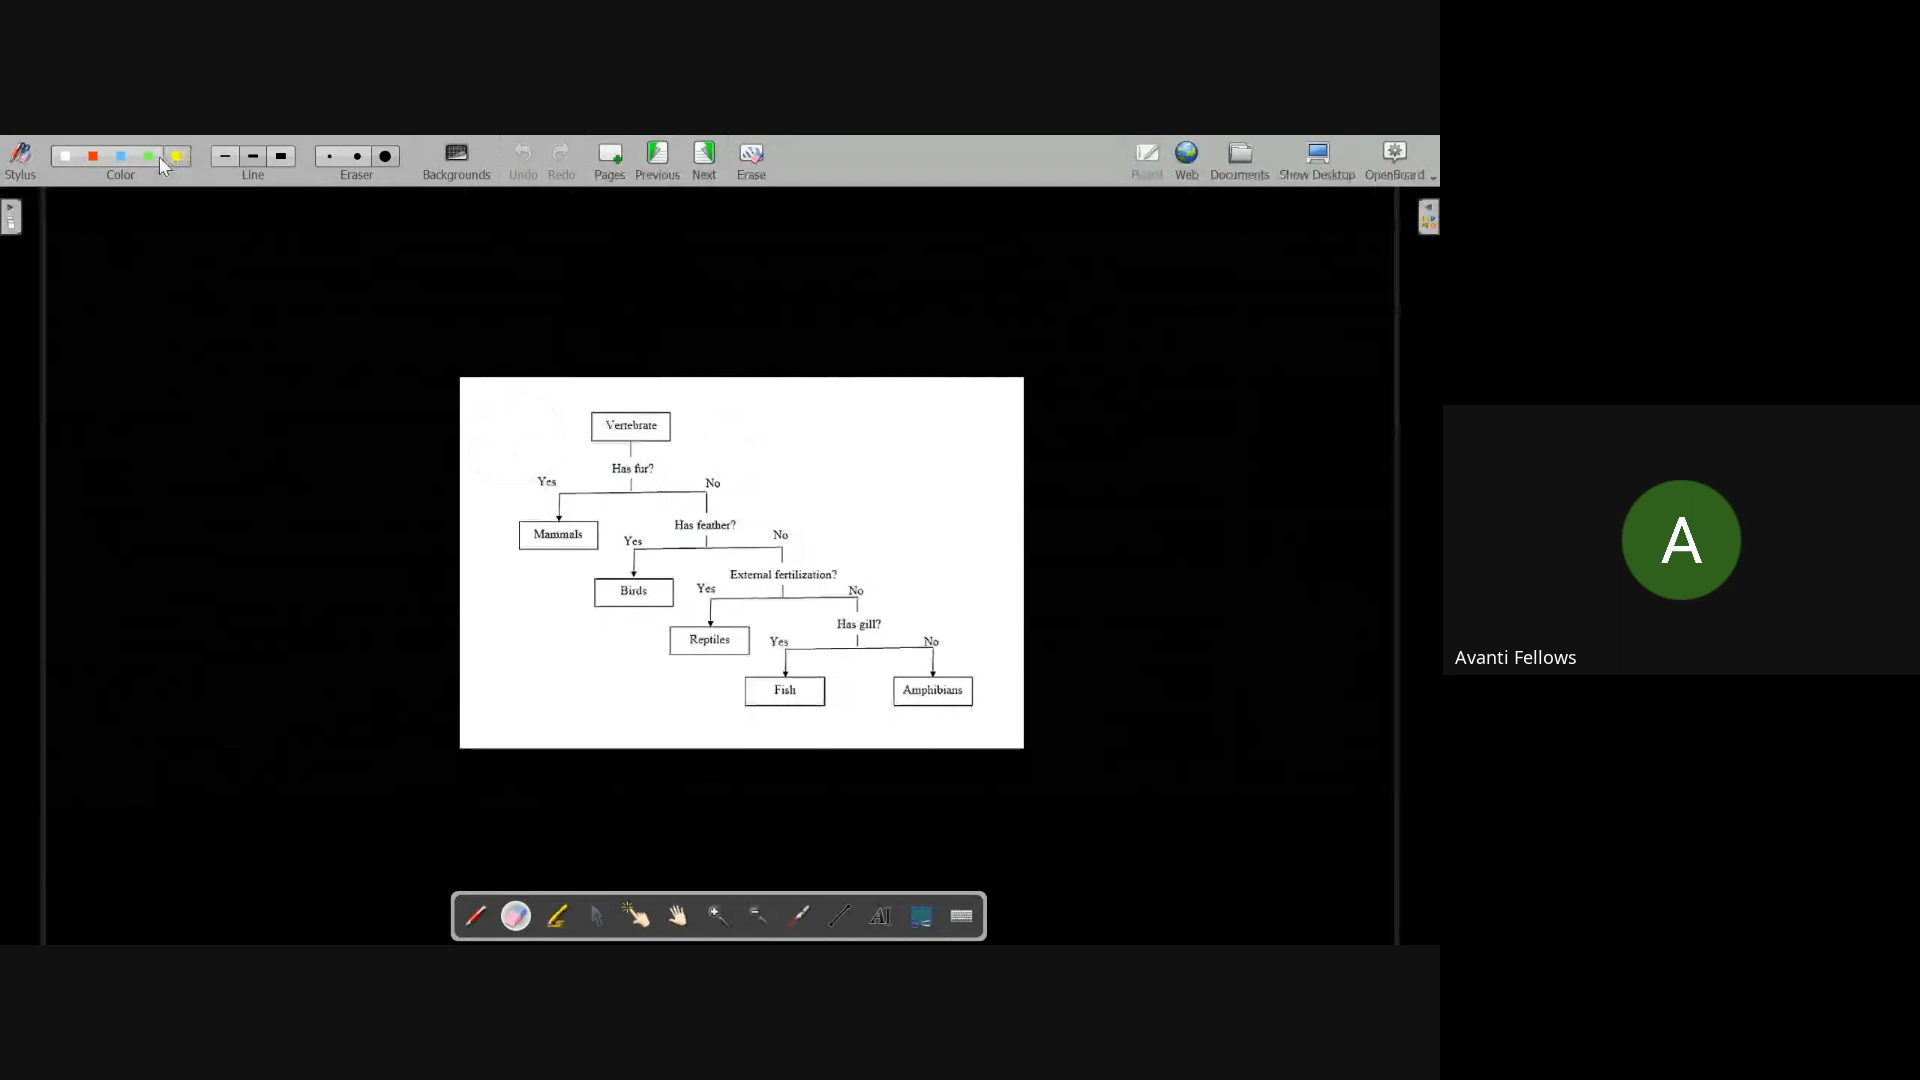 Stylus
Color
Line
Eraser
Backgrounds
Undo
Redo
Pages
Previous
Next
Erase
Board
Web
Documents
Show Desktop
OpenBoard
Vertebrate
Has fur?
Yes
No
Mammals
Has feather?
Yes
No
Birds
External fertilization?
Yes
No
Reptiles
Has gill?
Yes
No
Fish
Amphibians
A
Avanti Fellows